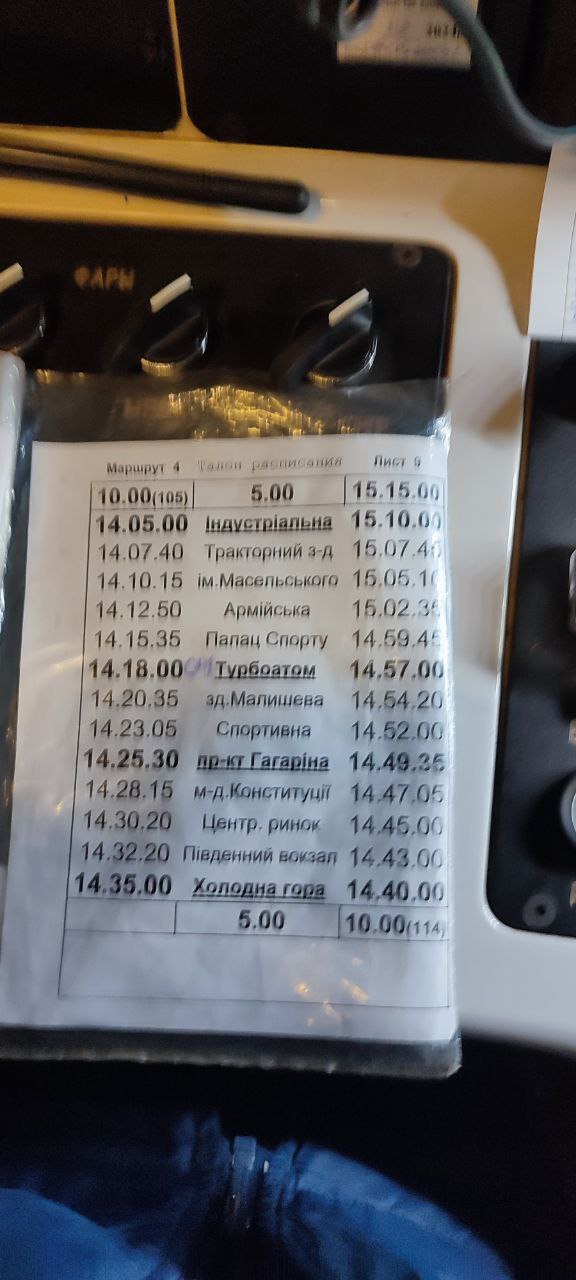 ФАРЫ
Маршрут 4 Талон расписания Лист 9
10.00(105) 5.00 15.15.00
14.05.00 Індустріальна 15.10.00
14.07.40 Тракторний з-д 15.07.45
14.10.15 ім.Масельського 15.05.10
14.12.50 Армійська 15.02.35
14.15.35 Палац Спорту 14.59.45
14.18.00 Турбоатом 14.57.00
14.20.35 зд.Малишева 14.54.20
14.23.05 Спортивна 14.52.00
14.25.30 пр-кт Гагаріна 14.49.35
14.28.15 м-д.Конституції 14.47.05
14.30.20 Центр. ринок 14.45.00
14.32.20 Південний вокзал 14.43.00
14.35.00 Холодна гора 14.40.00
5.00 10.00(114)